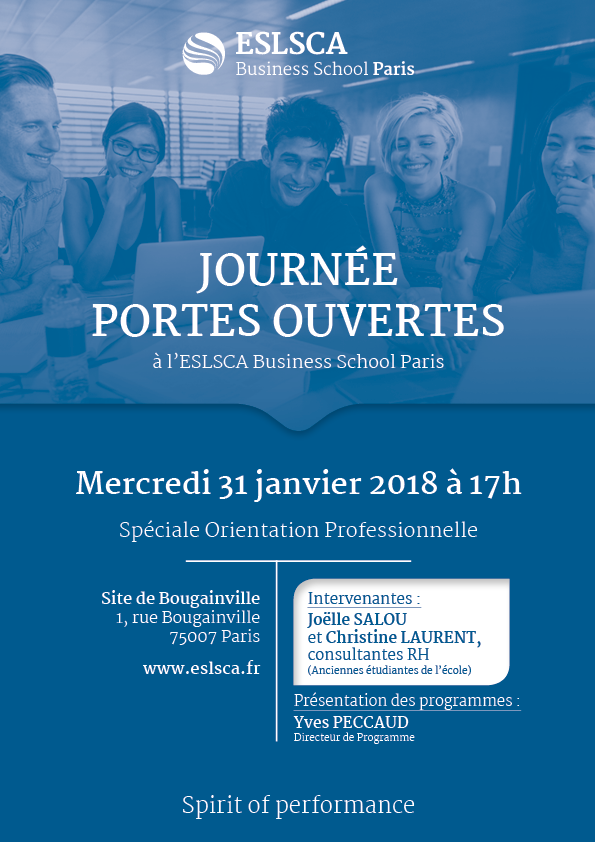 ESLSCA
Business School Paris
JOURNÉE
PORTES OUVERTES
à l’ESLSCA Business School Paris
Mercredi 31 janvier 2018 à 17h
Spéciale Orientation Professionnelle
Site de Bougainville
1, rue Bougainville
75007 Paris
www.eslsca.fr
Intervenantes :
Joëlle SALOU
et Christine LAURENT,
consultantes RH
(Anciennes étudiantes de l’école)
Présentation des programmes :
Yves PECCAUD
Directeur de Programme
Spirit of performance